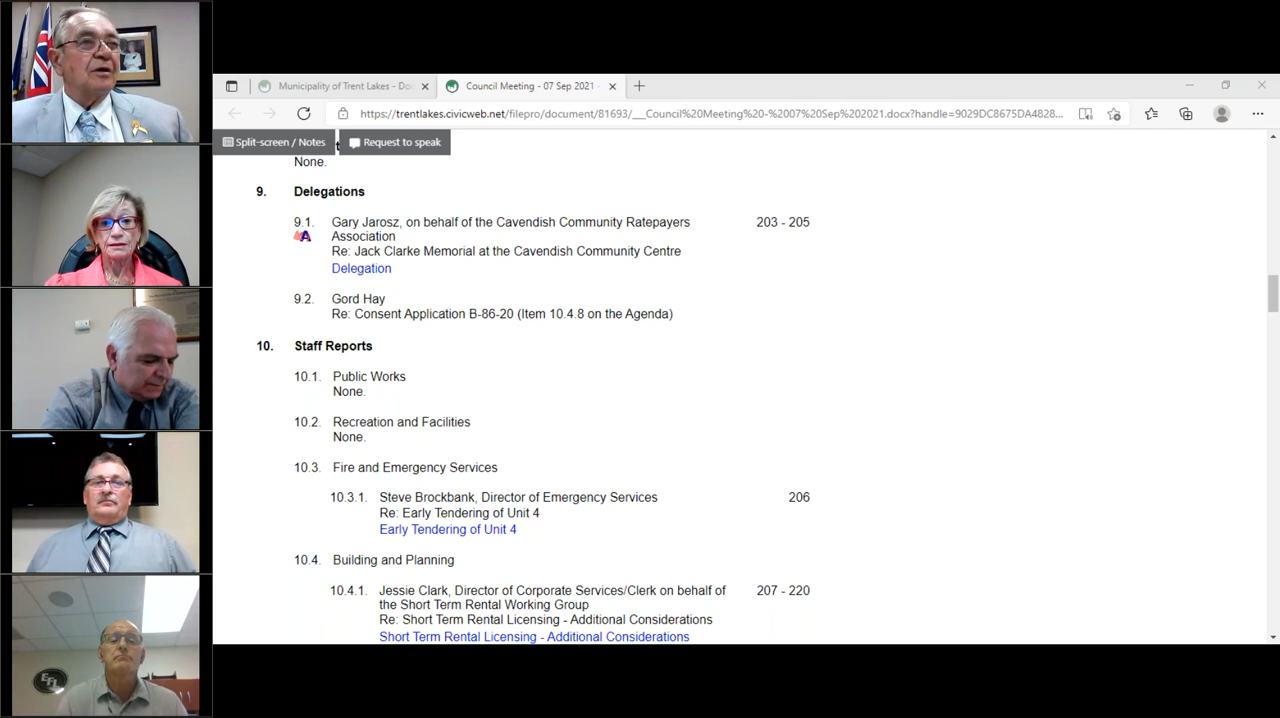 Municipality of Trent Lakes - Doc
Council Meeting - 07 Sep 2021 -
https://trentlakes.civicweb.net/filepro/document/81693/__Council%20Meeting%20-%2007%20Sep%202021.docx?handle=9029DC8675DA4828...
Split-screen / Notes
Request to speak
None.
9. Delegations
9.1. Gary Jarosz, on behalf of the Cavendish Community Ratepayers 203 - 205
Association
Re: Jack Clarke Memorial at the Cavendish Community Centre
Delegation
9.2. Gord Hay
Re: Consent Application B-86-20 (Item 10.4.8 on the Agenda)
10. Staff Reports
10.1. Public Works
None.
10.2. Recreation and Facilities
None.
10.3. Fire and Emergency Services
10.3.1. Steve Brockbank, Director of Emergency Services 206
Re: Early Tendering of Unit 4
Early Tendering of Unit 4
10.4. Building and Planning
10.4.1. Jessie Clark, Director of Corporate Services/Clerk on behalf of 207 - 220
the Short Term Rental Working Group
Re: Short Term Rental Licensing - Additional Considerations
Short Term Rental Licensing - Additional Considerations
EFL